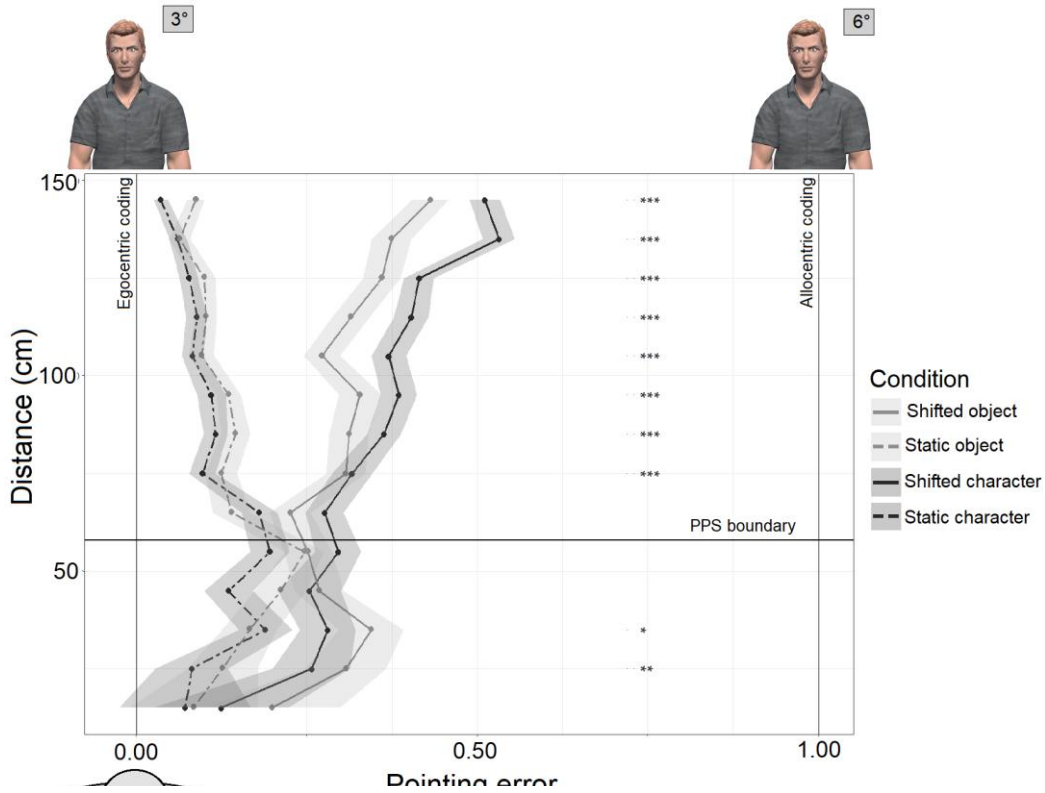 3°
6°
150
100
50
Distance (cm)
Egocentric coding
Allocentric coding
***
***
***
***
***
***
***
***
PPS boundary
*
**
0.00
0.50
1.00
Pointing error
Condition
Shifted object
Static object
Shifted character
Static character